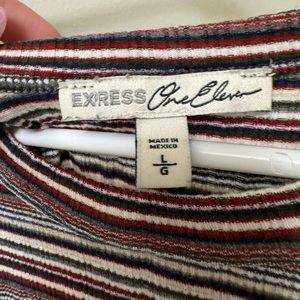 EXPRESS One Eleven
MADE IN
MEXICO
L
G